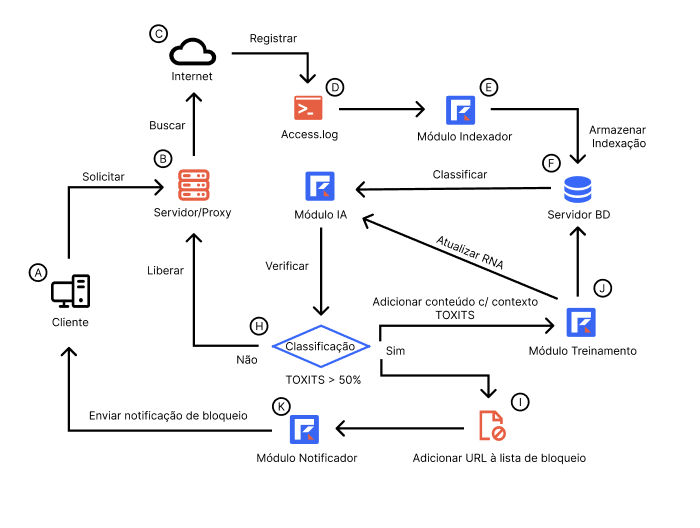 C
Registrar
Internet
D
Access.log
E
Módulo Indexador
Armazenar
Indexação
Buscar
B
Solicitar
Servidor/Proxy
Módulo IA
Classificar
F
Servidor BD
A
Cliente
Liberar
Verificar
Atualizar RNA
J
Adicionar conteúdo c/ contexto
TOXITS
Módulo Treinamento
H
Classificação
Não
Sim
TOXITS > 50%
I
Adicionar URL à lista de bloqueio
K
Enviar notificação de bloqueio
Módulo Notificador